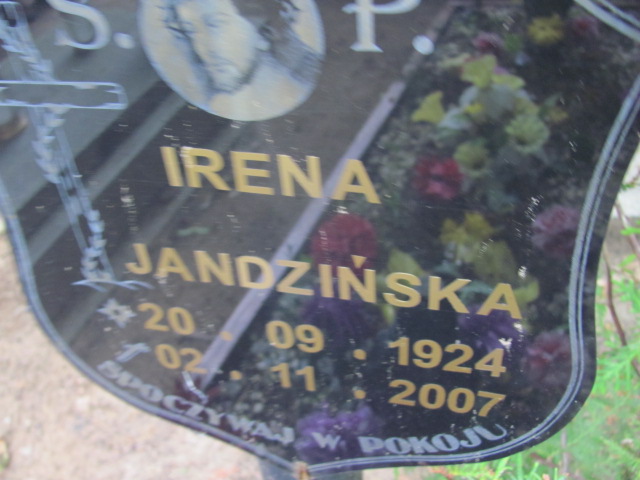 Ś. P.
IRENA
JANDZIŃSKA
20 . 09 . 1924
02 . 11 . 2007
SPOCZYWAJ W POKOJU